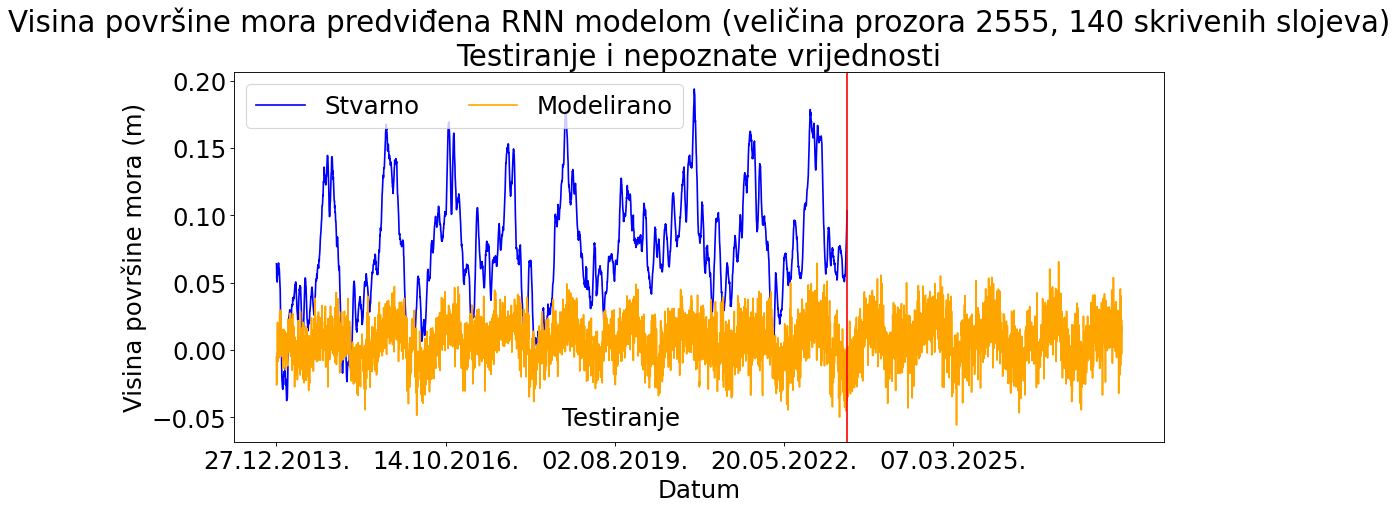 Visina površine mora predviđena RNN modelom (veličina prozora 2555, 140 skrivenih slojeva)
Testiranje i nepoznate vrijednosti
Stvarno
Modelirano
Visina površine mora (m)
0.20
0.15
0.10
0.05
0.00
−0.05
Testiranje
27.12.2013.
14.10.2016.
02.08.2019.
20.05.2022.
07.03.2025.
Datum